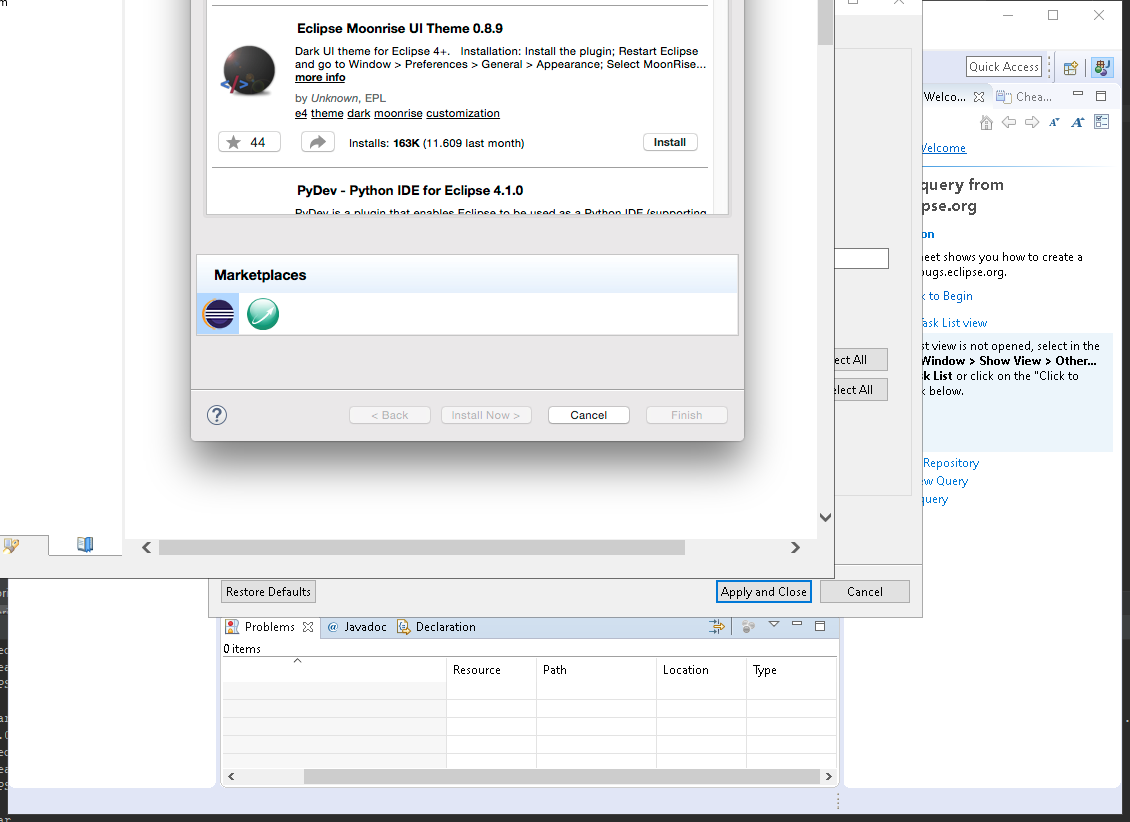 Eclipse Moonrise UI Theme 0.8.9
Dark UI theme for Eclipse 4+. Installation: Install the plugin; Restart Eclipse
and go to Window > Preferences > General > Appearance; Select MoonRise...
more info
by Unknown, EPL
e4 theme dark moonrise customization
44
Installs: 163K (11.609 last month)
Install
PyDev - Python IDE for Eclipse 4.1.0
PyDev is a plugin that enables Eclipse to be used as a Python IDE (supporting
Marketplaces
< Back
Install Now >
Cancel
Finish
ect All
elect All
Restore Defaults
Apply and Close
Cancel
Quick Access
Welco...
Chea...
Welcome
query from
pse.org
on
eet shows you how to create a
ugs.eclipse.org.
k to Begin
ask List view
st view is not opened, select in the
Window > Show View > Other...
k List or click on the "Click to
k below.
Repository
ew Query
query
Problems
@ Javadoc
Declaration
0 items
Resource
Path
Location
Type